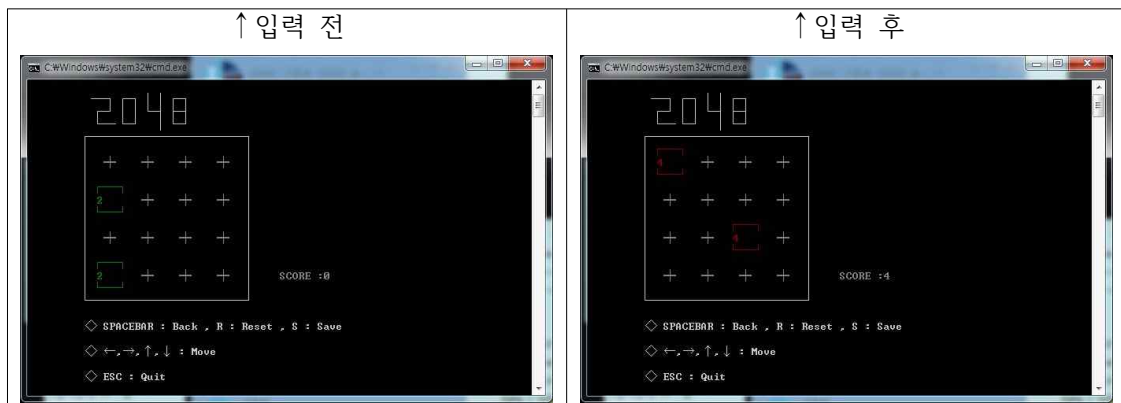 ↑입력 전
↑입력 후
C:₩Windows₩system32₩cmd.exe
2048
2
2
SCORE :0
◇ SPACEBAR : Back , R : Reset , S : Save
◇ ←,→,↑,↓ : Move
◇ ESC : Quit
C:₩Windows₩system32₩cmd.exe
2048
4
4
SCORE :4
◇ SPACEBAR : Back , R : Reset , S : Save
◇ ←,→,↑,↓ : Move
◇ ESC : Quit